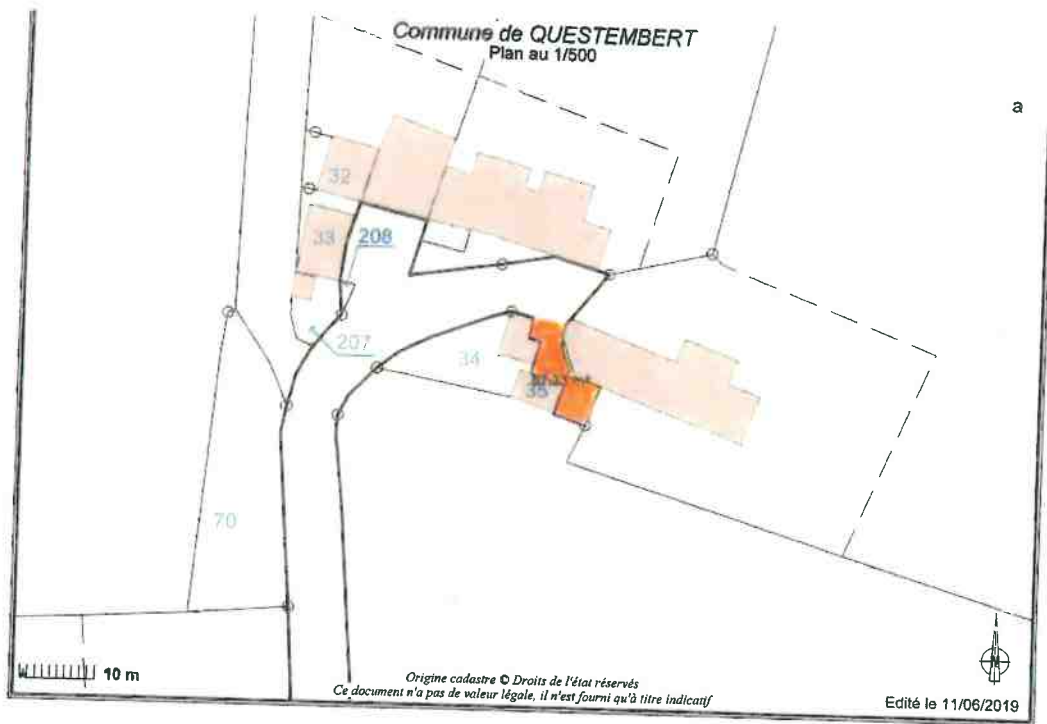 Commune de QUESTEMBERT
Plan au 1/500
a
32
33
208
207
34
35
70
10 m
N
Origine cadastre © Droits de l'état réservés
Ce document n'a pas de valeur légale, il n'est fourni qu'à titre indicatif
Edité le 11/06/2019